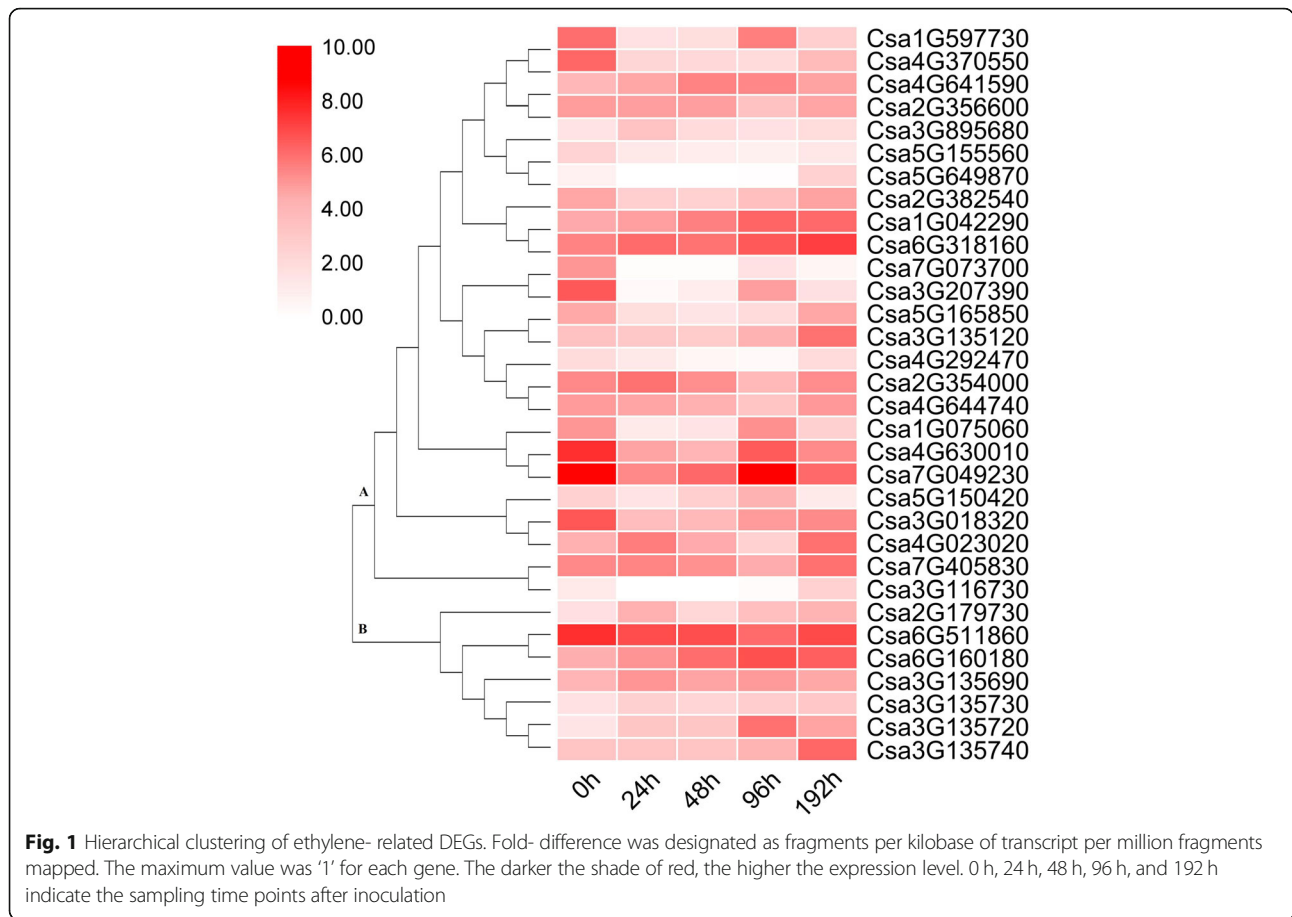 10.00
8.00
6.00
4.00
2.00
0.00
A
B
Csa1G597730
Csa4G370550
Csa4G641590
Csa2G356600
Csa3G895680
Csa5G155560
Csa5G649870
Csa2G382540
Csa1G042290
Csa6G318160
Csa7G073700
Csa3G207390
Csa5G165850
Csa3G135120
Csa4G292470
Csa2G354000
Csa4G644740
Csa1G075060
Csa4G630010
Csa7G049230
Csa5G150420
Csa3G018320
Csa4G023020
Csa7G405830
Csa3G116730
Csa2G179730
Csa6G511860
Csa6G160180
Csa3G135690
Csa3G135730
Csa3G135720
Csa3G135740
0h 24h 48h 96h 192h
Fig. 1 Hierarchical clustering of ethylene- related DEGs. Fold- difference was designated as fragments per kilobase of transcript per million fragments
mapped. The maximum value was ‘1’ for each gene. The darker the shade of red, the higher the expression level. 0 h, 24 h, 48 h, 96 h, and 192 h
indicate the sampling time points after inoculation